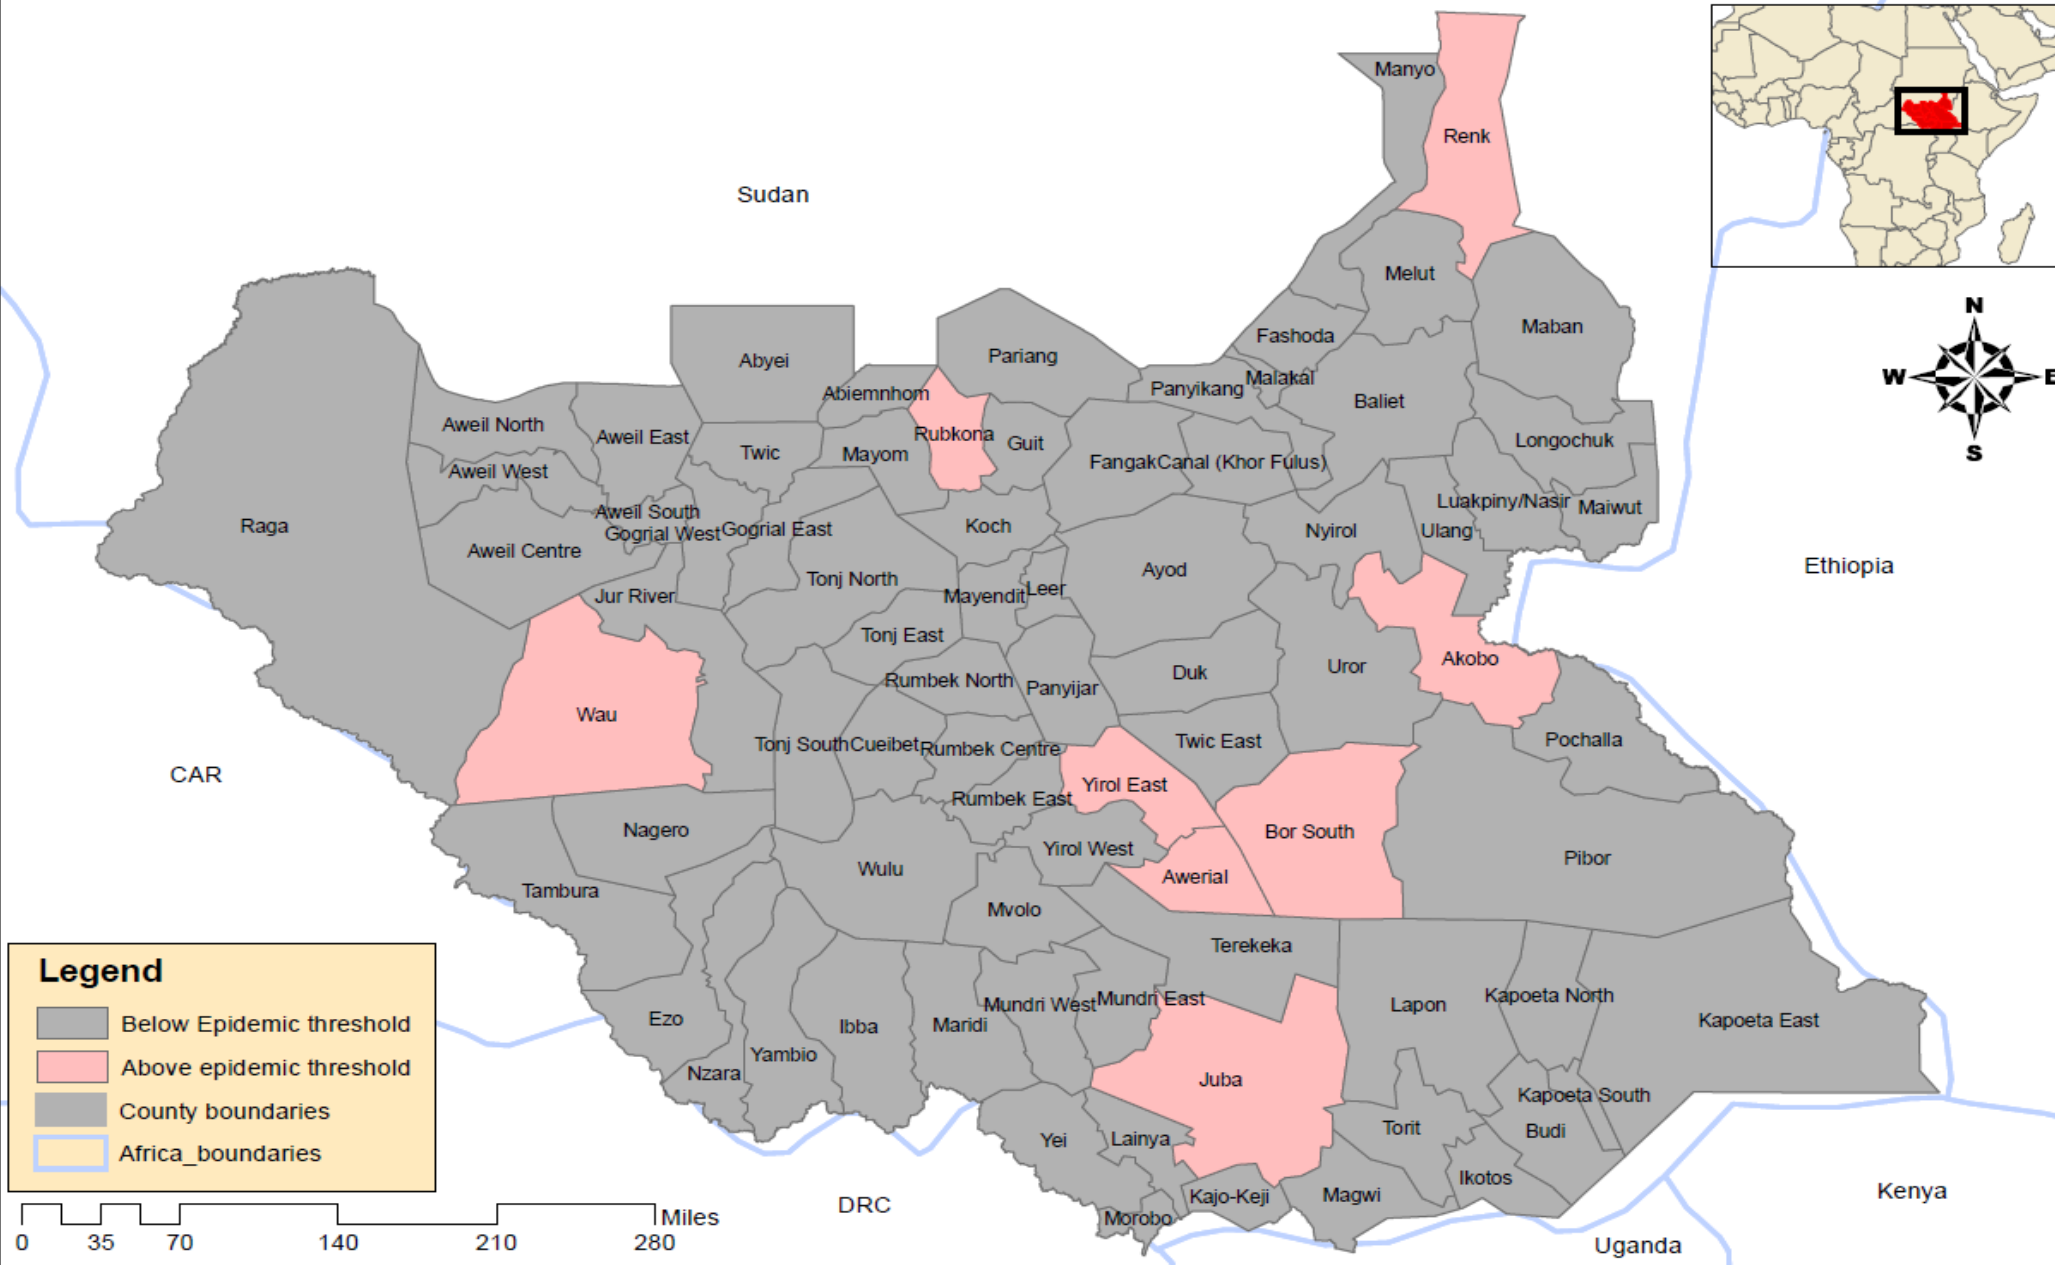 Manyo
Renk
Sudan
Melut
Maban
Fashoda
Abyei
Pariang
Malakal
Panyikang
Abiemnhom
Baliet
Aweil North
Aweil East
Rubkona
Guit
Longochuk
Twic
Mayom
Fangak
Canal (Khor Fulus)
Aweil West
Luakpiny/Nasir
Maiwut
Aweil South
Raga
Gogrial West
Gogrial East
Koch
Nyirol
Ulang
Aweil Centre
Ethiopia
Ayod
Tonj North
Jur River
Mayendit
Leer
Tonj East
Akobo
Uror
Duk
Rumbek North
Panyijar
Wau
Tonj South
Cueibet
Rumbek Centre
Twic East
Pochalla
CAR
Yirol East
Rumbek East
Nagero
Bor South
Yirol West
Pibor
Wulu
Awerial
Tambura
Mvolo
Terekeka
Kapoeta North
Mundri West
Mundri East
Lapon
Ezo
Ibba
Maridi
Kapoeta East
Yambio
Nzara
Juba
Kapoeta South
Yei
Lainya
Torit
Budi
Ikotos
Kajo-Keji
Magwi
Morobo
DRC
Kenya
Uganda
N
W
E
S
Legend
Below Epidemic threshold
Above epidemic threshold
County boundaries
Africa_boundaries
Miles
0 35 70 140 210 280